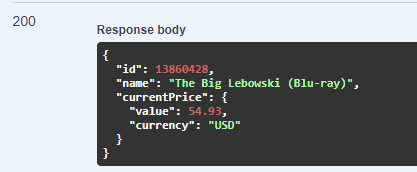 200
Response body
{
  "id": 13860428,
  "name": "The Big Lebowski (Blu-ray)",
  "currentPrice": {
    "value": 54.93,
    "currency": "USD"
  }
}